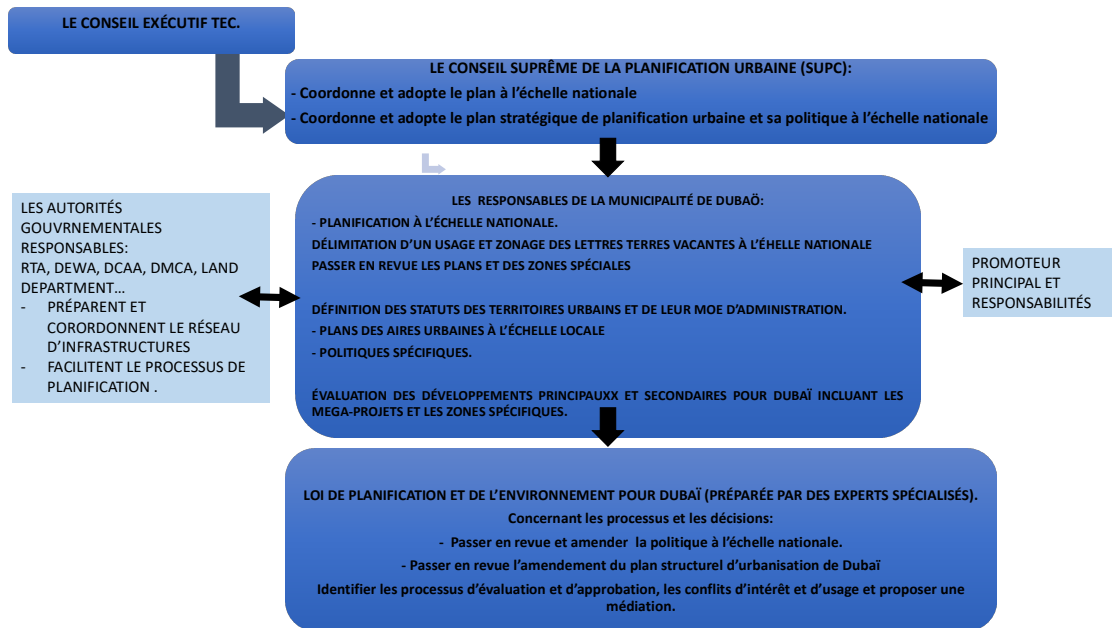 LE CONSEIL EXÉCUTIF TEC.
LE CONSEIL SUPRÊME DE LA PLANIFICATION URBAINE (SUPC):
- Coordonne et adopte le plan à l'échelle nationale
- Coordonne et adopte le plan stratégique de planification urbaine et sa politique à l'échelle nationale
LES AUTORITÉS
GOUVRNEMENTALES
RESPONSABLES:
RTA, DEWA, DCAA, DMCA, LAND
DEPARTMENT…
- PRÉPARENT ET
CORORDONNENT LE RÉSEAU
D'INFRASTRUCTURES
- FACILITENT LE PROCESSUS DE
PLANIFICATION .
LES RESPONSABLES DE LA MUNICIPALITÉ DE DUBAÖ:
- PLANIFICATION À L'ÉCHELLE NATIONALE.
DÉLIMITATION D'UN USAGE ET ZONAGE DES LETTRES TERRES VACANTES À L'ÉHELLE NATIONALE
PASSER EN REVUE LES PLANS ET DES ZONES SPÉCIALES
DÉFINITION DES STATUTS DES TERRITOIRES URBAINS ET DE LEUR MOE D'ADMINISTRATION.
- PLANS DES AIRES URBAINES À L'ÉCHELLE LOCALE
- POLITIQUES SPÉCIFIQUES.
ÉVALUATION DES DÉVELOPPEMENTS PRINCIPAUXX ET SECONDAIRES POUR DUBAÏ INCLUANT LES
MEGA-PROJETS ET LES ZONES SPÉCIFIQUES.
PROMOTEUR
PRINCIPAL ET
RESPONSABILITÉS
LOI DE PLANIFICATION ET DE L'ENVIRONNEMENT POUR DUBAÏ (PRÉPARÉE PAR DES EXPERTS SPÉCIALISÉS).
Concernant les processus et les décisions:
- Passer en revue et amender la politique à l'échelle nationale.
- Passer en revue l'amendement du plan structurel d'urbanisation de Dubaï
Identifier les processus d'évaluation et d'approbation, les conflits d'intérêt et d'usage et proposer une
médiation.